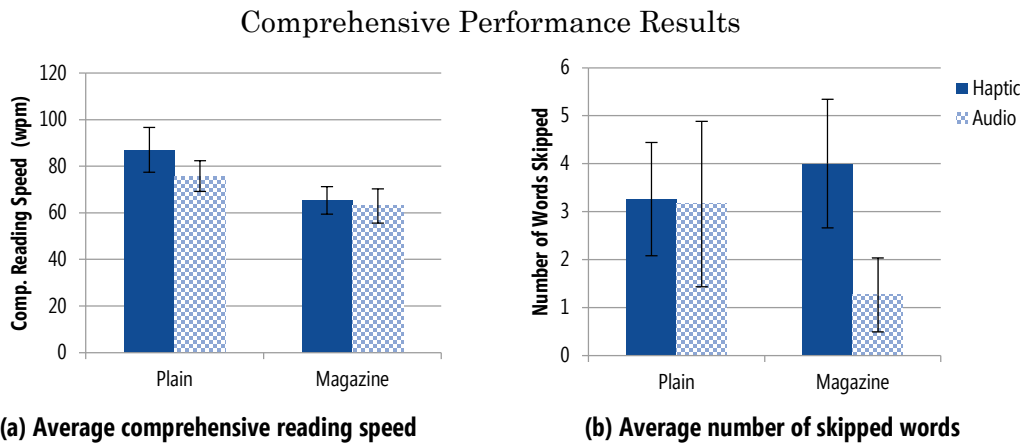 Comprehensive Performance Results
Comp. Reading Speed (wpm)
120
100
80
60
40
20
0
Plain
Magazine
(a) Average comprehensive reading speed
Number of Words Skipped
6
5
4
3
2
1
0
Plain
Magazine
Haptic
Audio
(b) Average number of skipped words